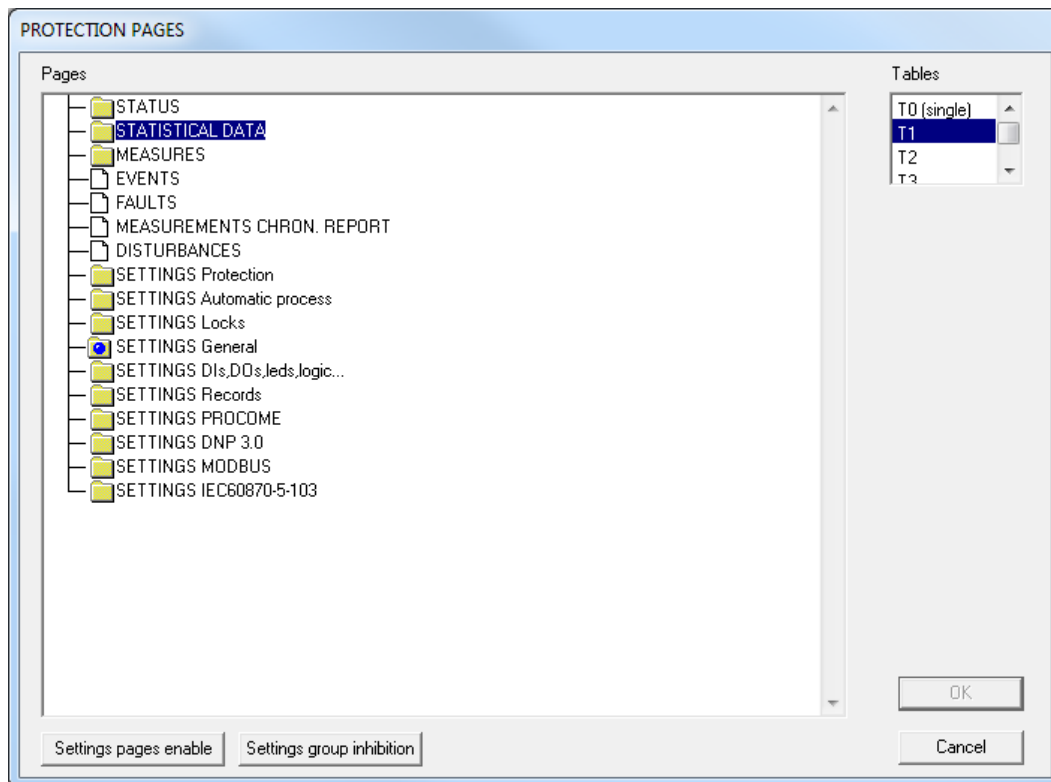 PROTECTION PAGES
Pages
STATUS
STATISTICAL DATA
MEASURES
EVENTS
FAULTS
MEASUREMENTS CHRON. REPORT
DISTURBANCES
SETTINGS Protection
SETTINGS Automatic process
SETTINGS Locks
SETTINGS General
SETTINGS DIs,DOs,leds,logic...
SETTINGS Records
SETTINGS PROCOME
SETTINGS DNP 3.0
SETTINGS MODBUS
SETTINGS IEC60870-5-103
Tables
T0 (single)
T1
T2
T3
Settings pages enable
Settings group inhibition
OK
Cancel